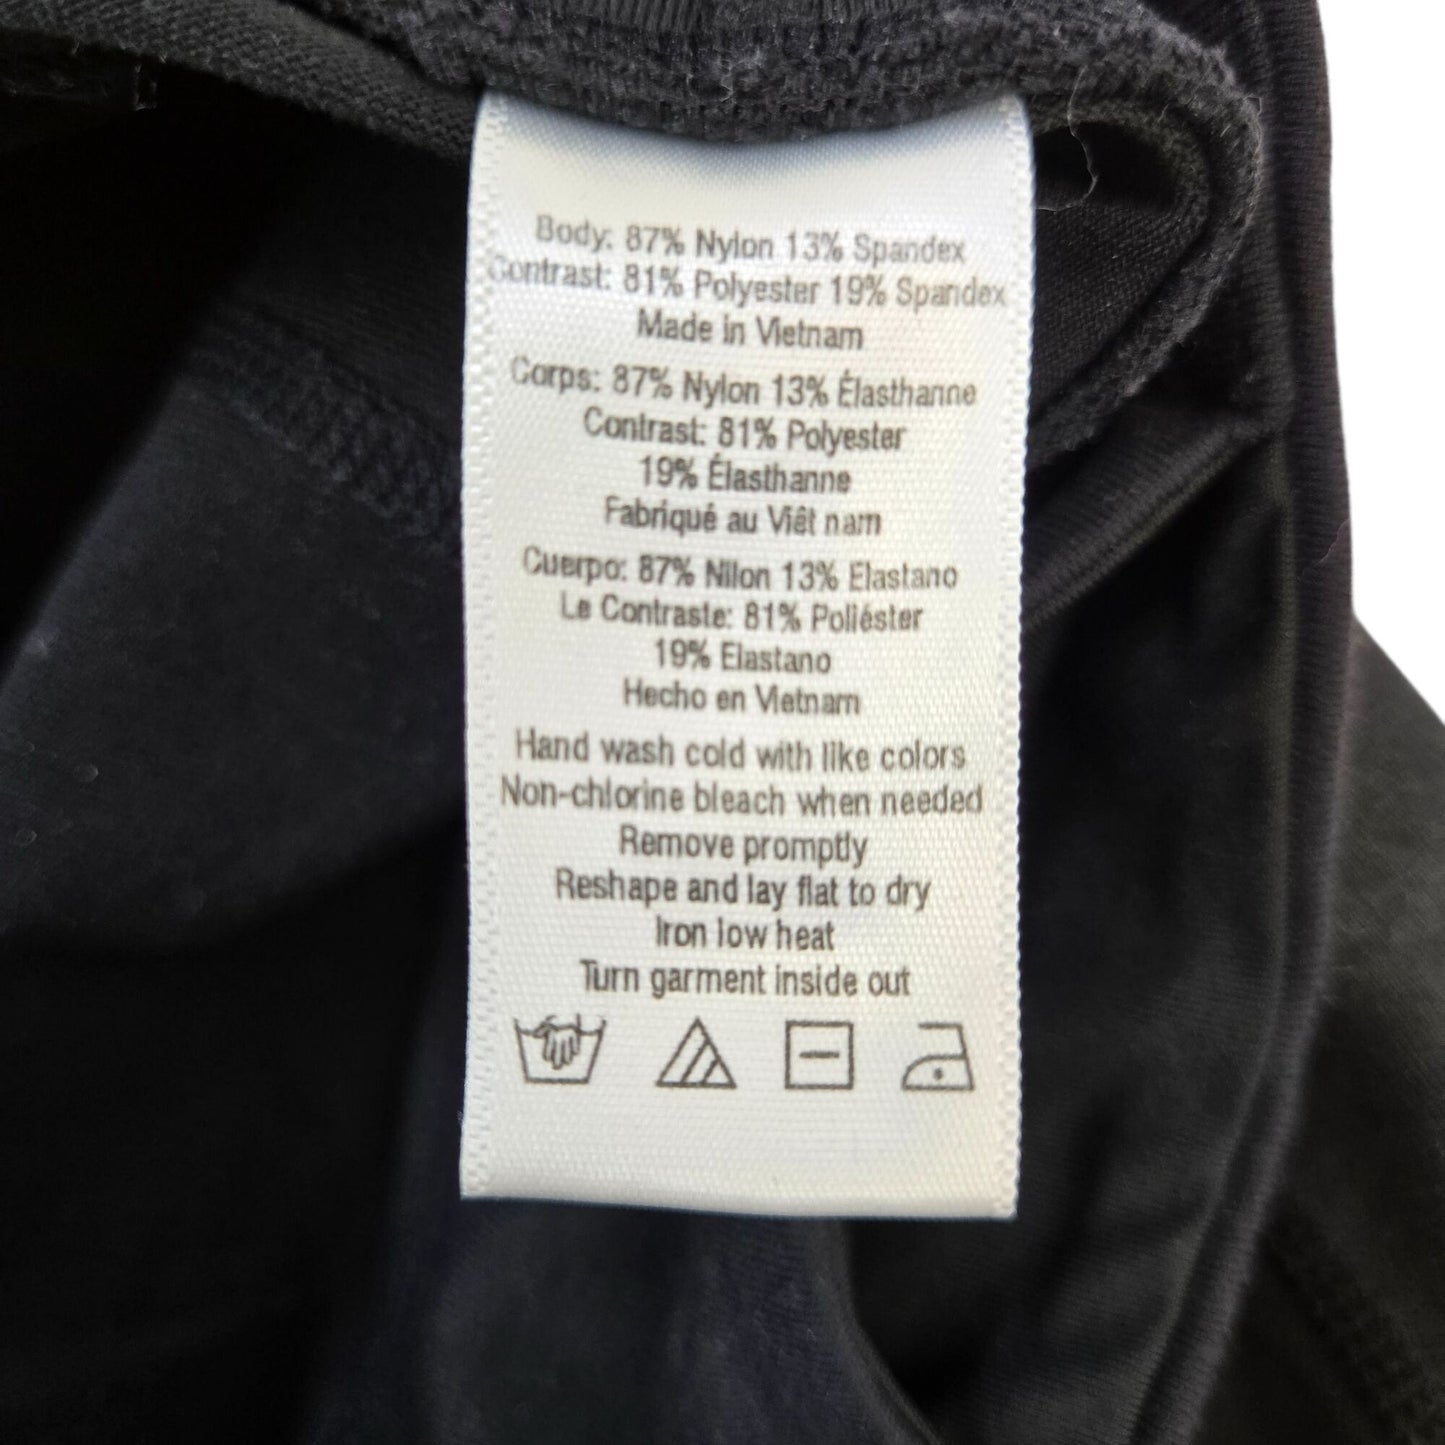 Body: 87% Nylon 13% Spandex
Contrast: 81% Polyester 19% Spandex
Made in Vietnam
Corps: 87% Nylon 13% Élasthanne
Contrast: 81% Polyester
19% Élasthanne
Fabriqué au Viêt nam
Cuerpo: 87% Nilon 13% Elastano
Le Contraste: 81% Poliéster
19% Elastano
Hecho en Vietnam
Hand wash cold with like colors
Non-chlorine bleach when needed
Remove promptly
Reshape and lay flat to dry
Iron low heat
Turn garment inside out